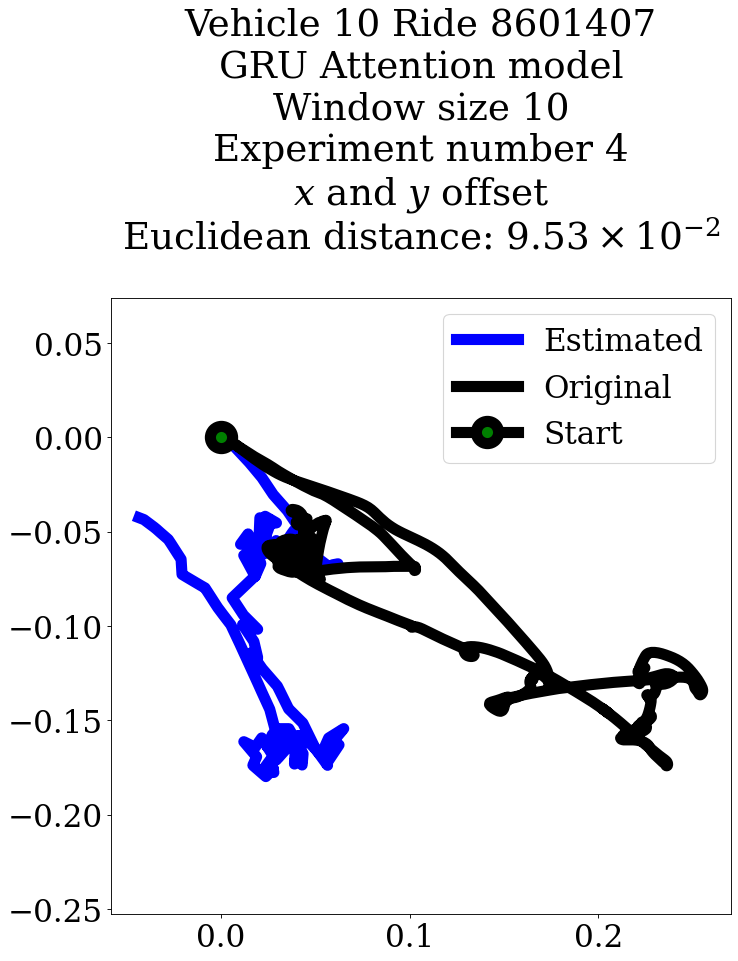 Vehicle 10 Ride 8601407
GRU Attention model
Window size 10
Experiment number 4
x and y offset
Euclidean distance: 9.53 × 10⁻²
Estimated
Original
Start
0.05
0.00
−0.05
−0.10
−0.15
−0.20
−0.25
0.0 0.1 0.2